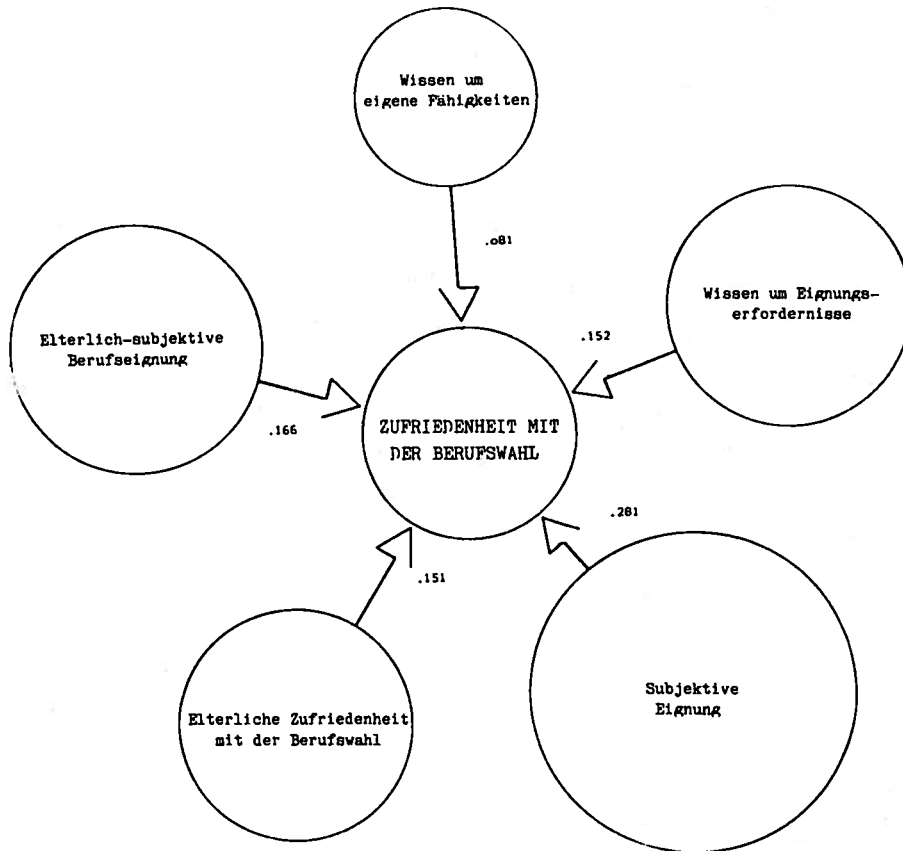 Wissen um
eigene Fähigkeiten
.o81
Wissen um Eignungs-
erfordernisse
.152
Elterlich-subjektive
Berufseignung
.166
ZUFRIEDENHEIT MIT
DER BERUFSWAHL
.281
.151
Elterliche Zufriedenheit
mit der Berufswahl
Subjektive
Eignung